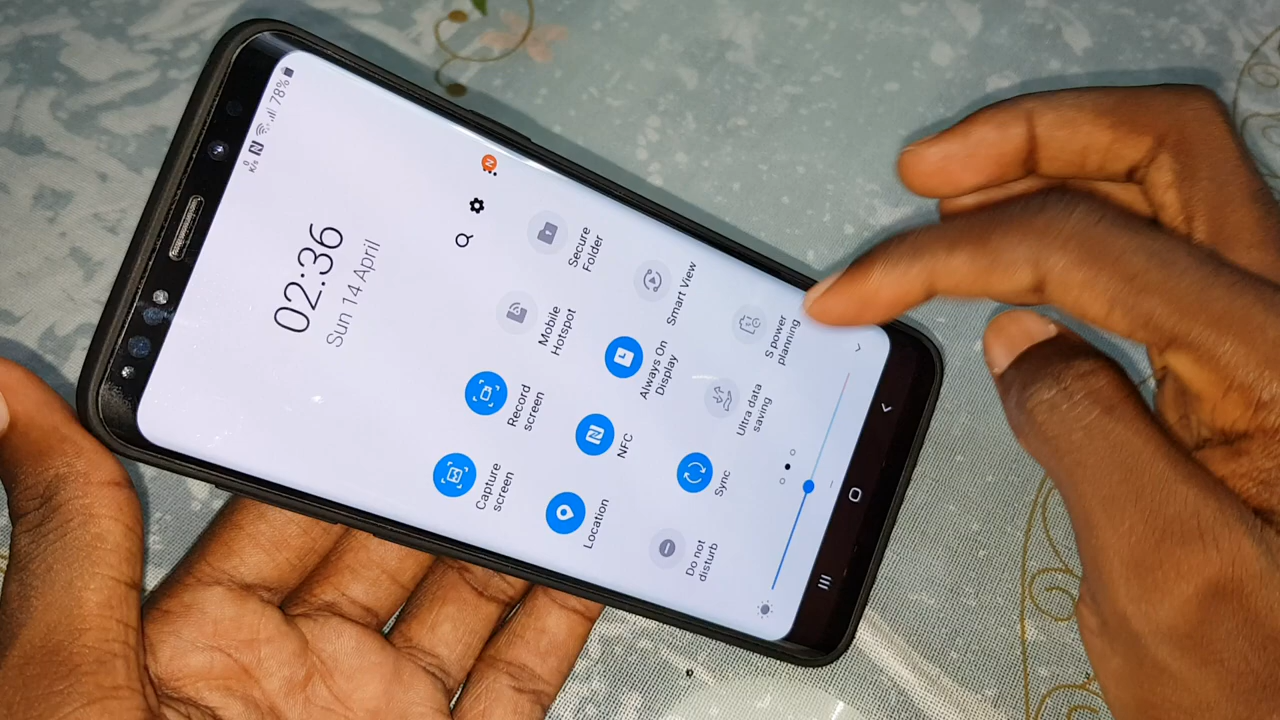 0
K/s
78%
02:36
Sun 14 April
N
Capture
screen
Record
screen
Mobile
Hotspot
Secure
Folder
Location
NFC
Always On
Display
Smart View
Do not
disturb
Sync
Ultra data
saving
S power
planning